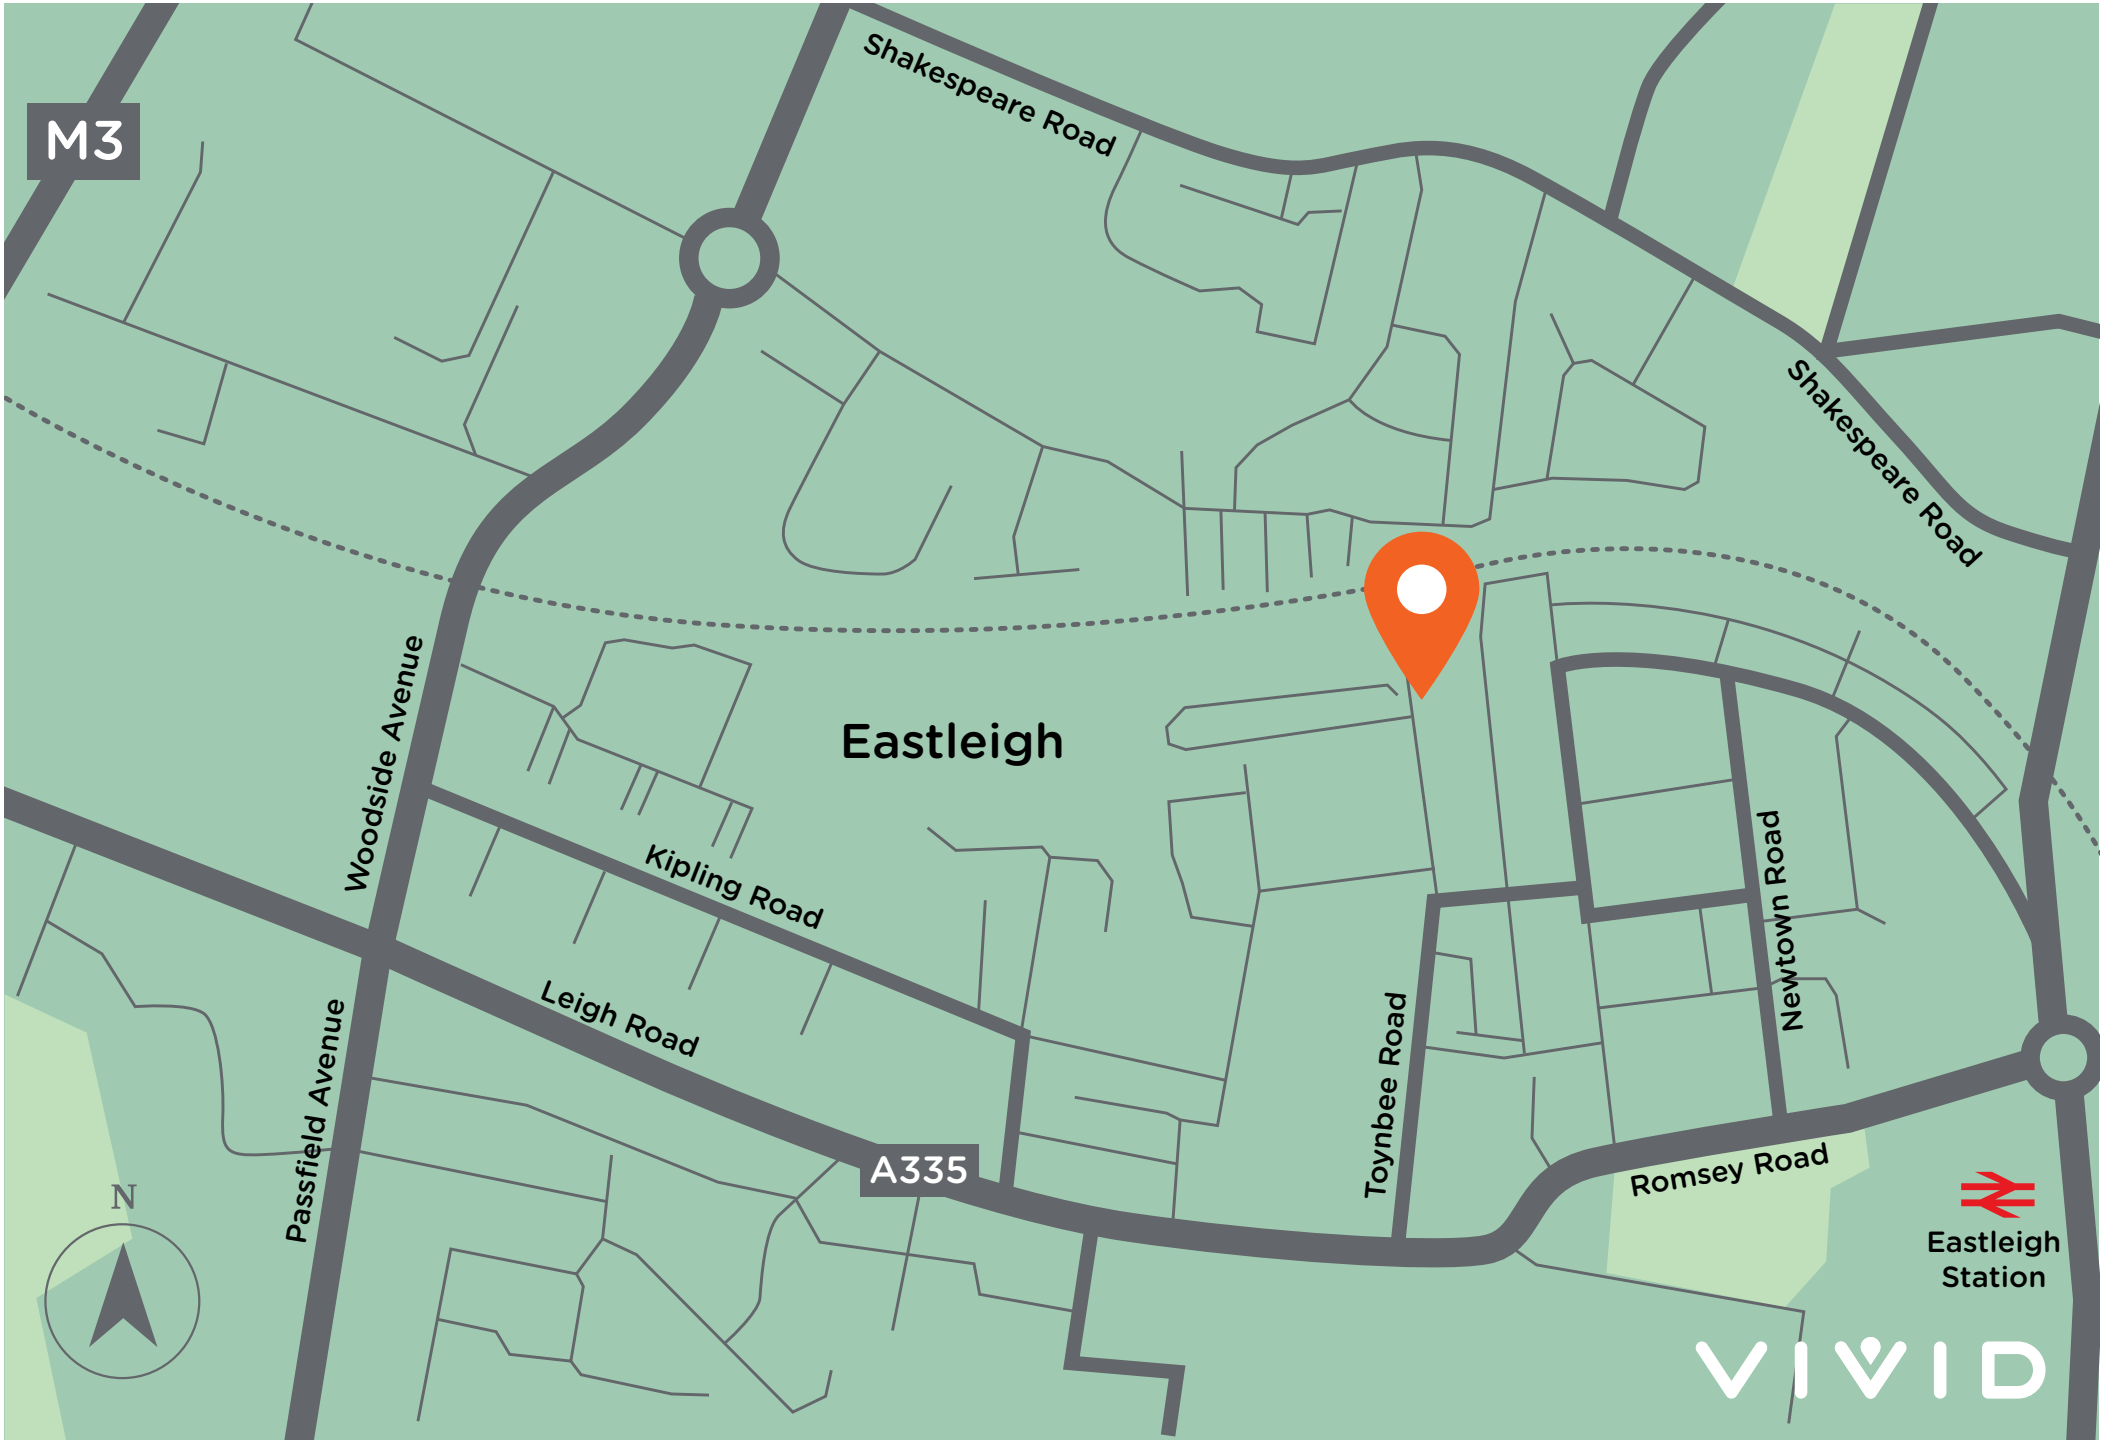 Shakespeare Road
M3
Shakespeare Road
Woodside Avenue
Eastleigh
Kipling Road
Newtown Road
Leigh Road
Toynbee Road
Passfield Avenue
A335
Romsey Road
N
Eastleigh
Station
VIVID